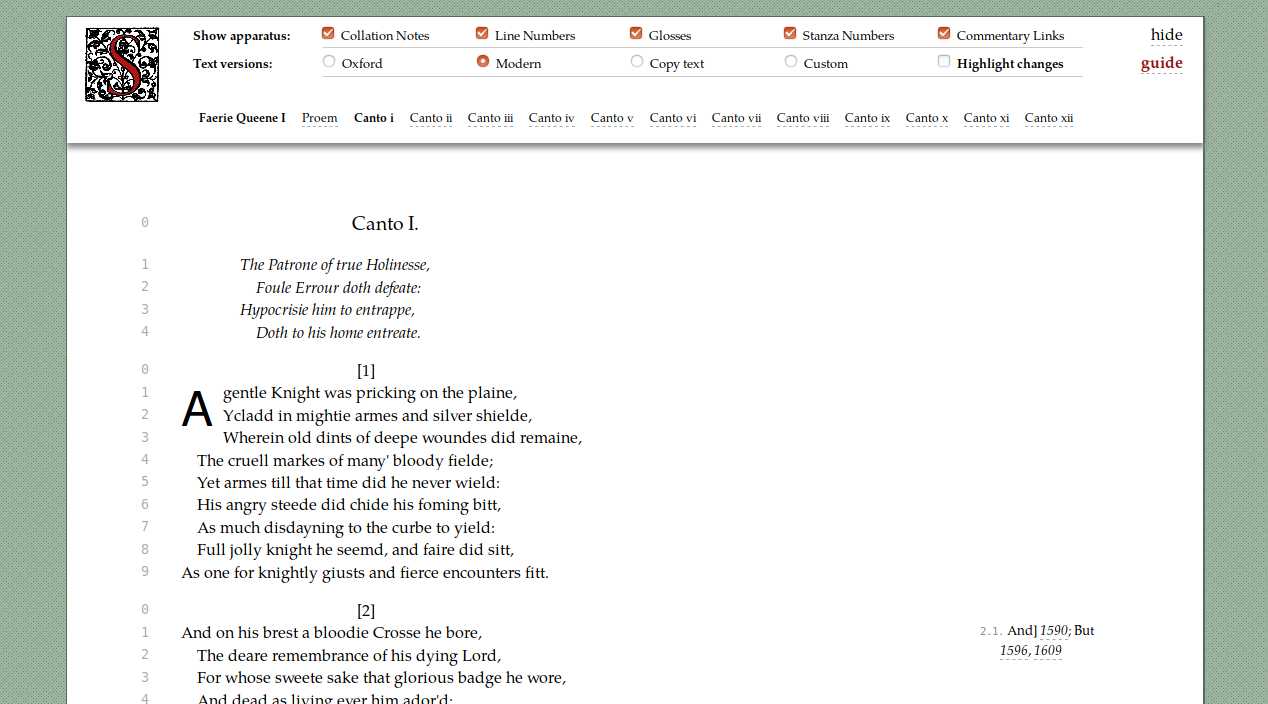 S
Show apparatus: Collation Notes Line Numbers Glosses Stanza Numbers Commentary Links hide
Text versions: Oxford Modern Copy text Custom Highlight changes guide
Faerie Queene I Proem Canto i Canto ii Canto iii Canto iv Canto v Canto vi Canto vii Canto viii Canto ix Canto x Canto xi Canto xii
0 Canto I.
1 The Patrone of true Holinesse,
2 Foule Errour doth defeate:
3 Hypocrisie him to entrappe,
4 Doth to his home entreate.
0 [1]
1 A gentle Knight was pricking on the plaine,
2 Ycladd in mightie armes and silver shielde,
3 Wherein old dints of deepe woundes did remaine,
4 The cruell markes of many' bloody fielde;
5 Yet armes till that time did he never wield:
6 His angry steede did chide his foming bitt,
7 As much disdayning to the curbe to yield:
8 Full jolly knight he seemd, and faire did sitt,
9 As one for knightly giusts and fierce encounters fitt.
0 [2]
1 And on his brest a bloodie Crosse he bore,
2.1. And] 1590; But
1596, 1609
2 The deare remembrance of his dying Lord,
3 For whose sweete sake that glorious badge he wore,
4 And dead as living ever him ador'd: